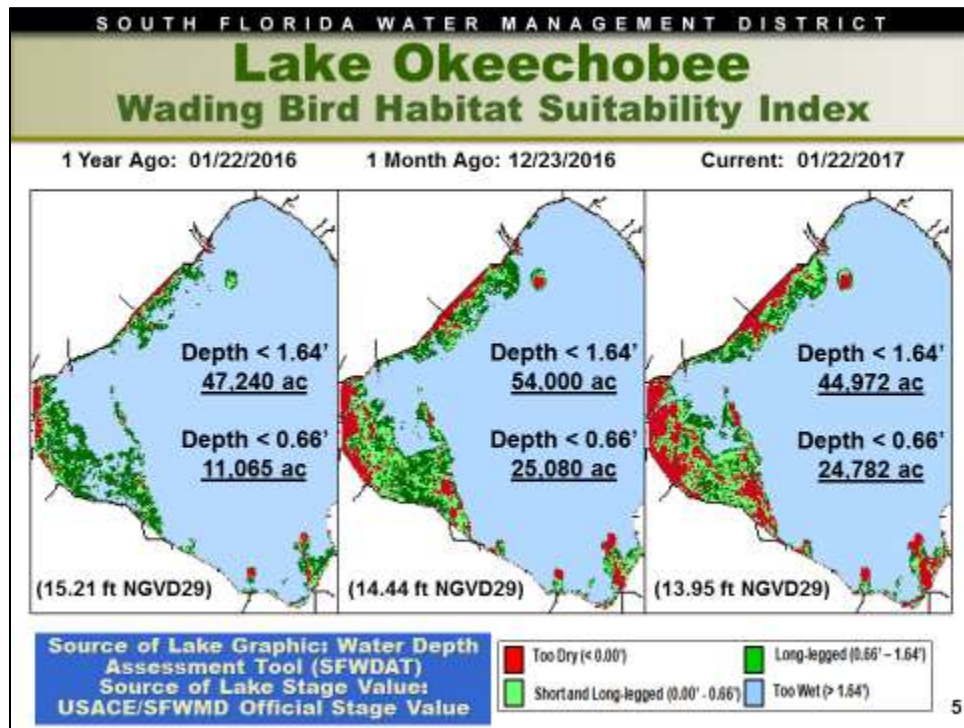 SOUTH FLORIDA WATER MANAGEMENT DISTRICT
Lake Okeechobee
Wading Bird Habitat Suitability Index
1 Year Ago: 01/22/2016
1 Month Ago: 12/23/2016
Current: 01/22/2017
Depth < 1.64'
47,240 ac
Depth < 0.66'
11,065 ac
(15.21 ft NGVD29)
Depth < 1.64'
54,000 ac
Depth < 0.66'
25,080 ac
(14.44 ft NGVD29)
Depth < 1.64'
44,972 ac
Depth < 0.66'
24,782 ac
(13.95 ft NGVD29)
Source of Lake Graphic: Water Depth
Assessment Tool (SFWDAT)
Source of Lake Stage Value:
USACE/SFWMD Official Stage Value
Too Dry (< 0.00')
Short and Long-legged (0.00' - 0.66')
Long-legged (0.66' – 1.64')
Too Wet (> 1.64')
5